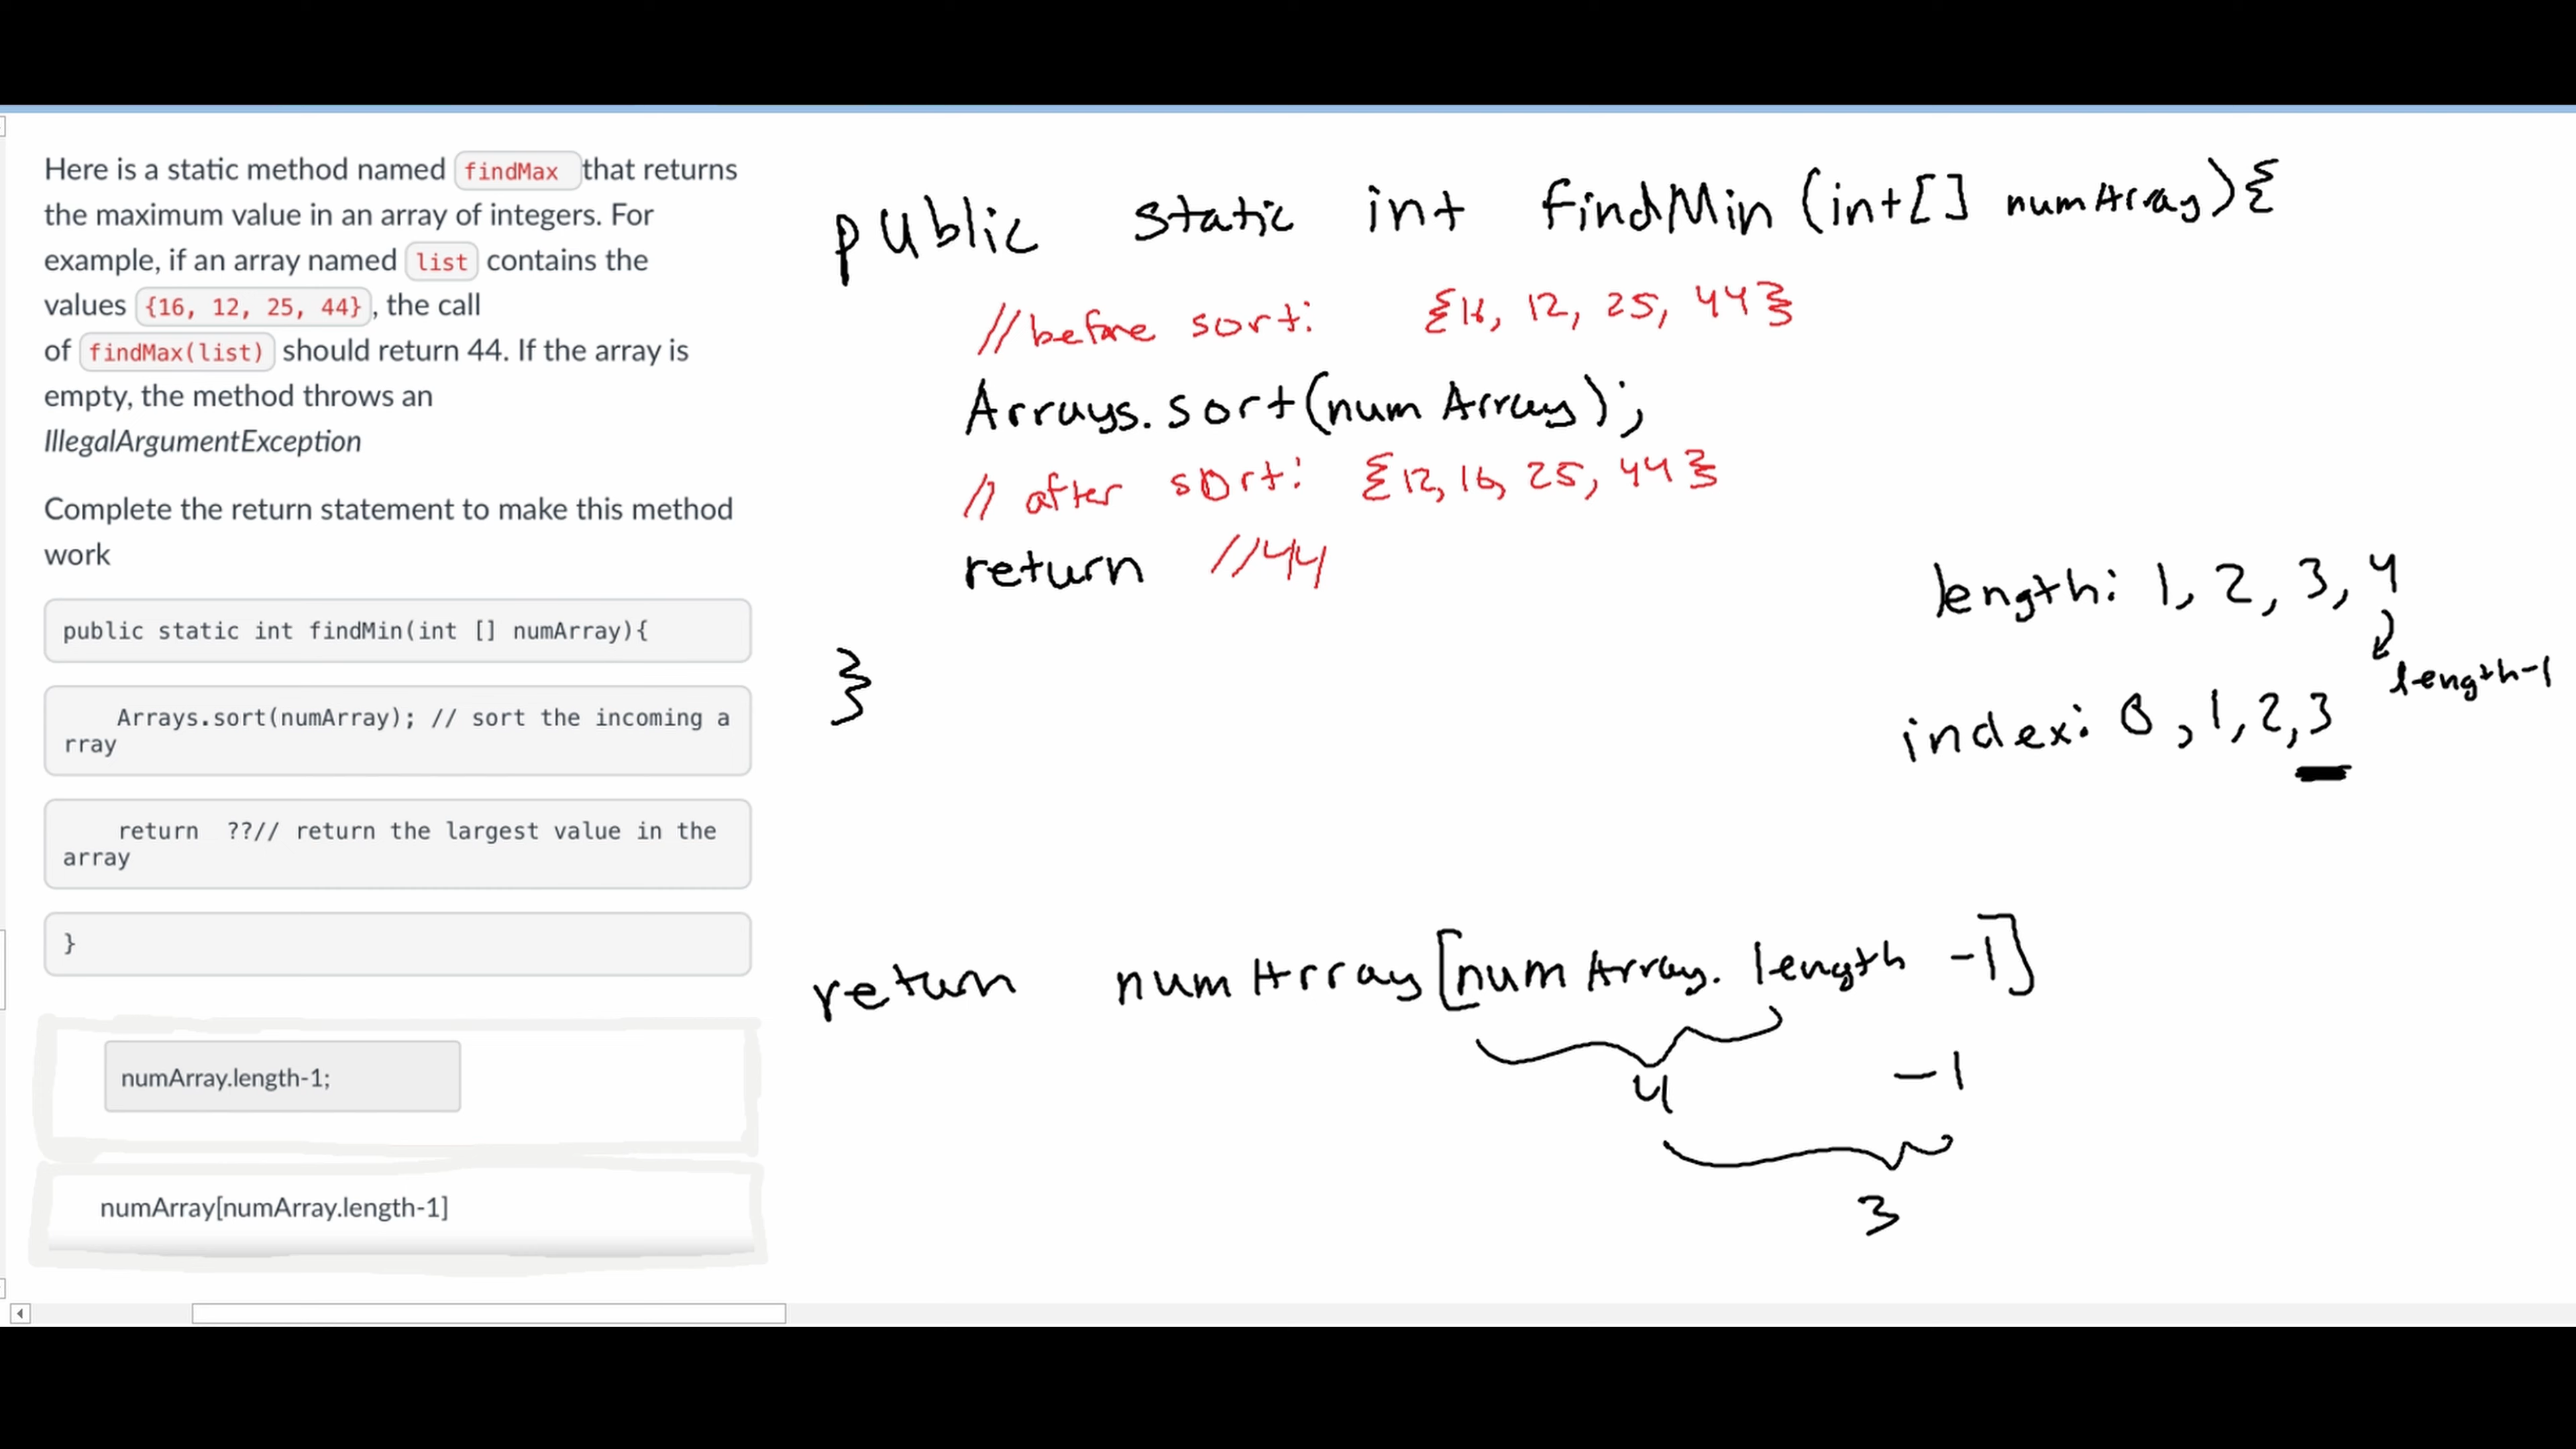 Here is a static method named findMax that returns
the maximum value in an array of integers. For
example, if an array named list contains the
values {16, 12, 25, 44}, the call
of findMax(list) should return 44. If the array is
empty, the method throws an
IllegalArgumentException
Complete the return statement to make this method
work
public static int findMin(int [] numArray){
Arrays.sort(numArray); // sort the incoming a
rray
return ??// return the largest value in the
array
}
numArray.length-1;
numArray[numArray.length-1]
public static int findMin (int[] numArray){
//before sort: {16, 12, 25, 44}
Arrays.sort(numArray);
// after sort: {12, 16, 25, 44}
return //44
}
length: 1, 2, 3, 4
length-1
index: 0, 1, 2, 3
return numArray[numArray.length -1]
4 -1
3